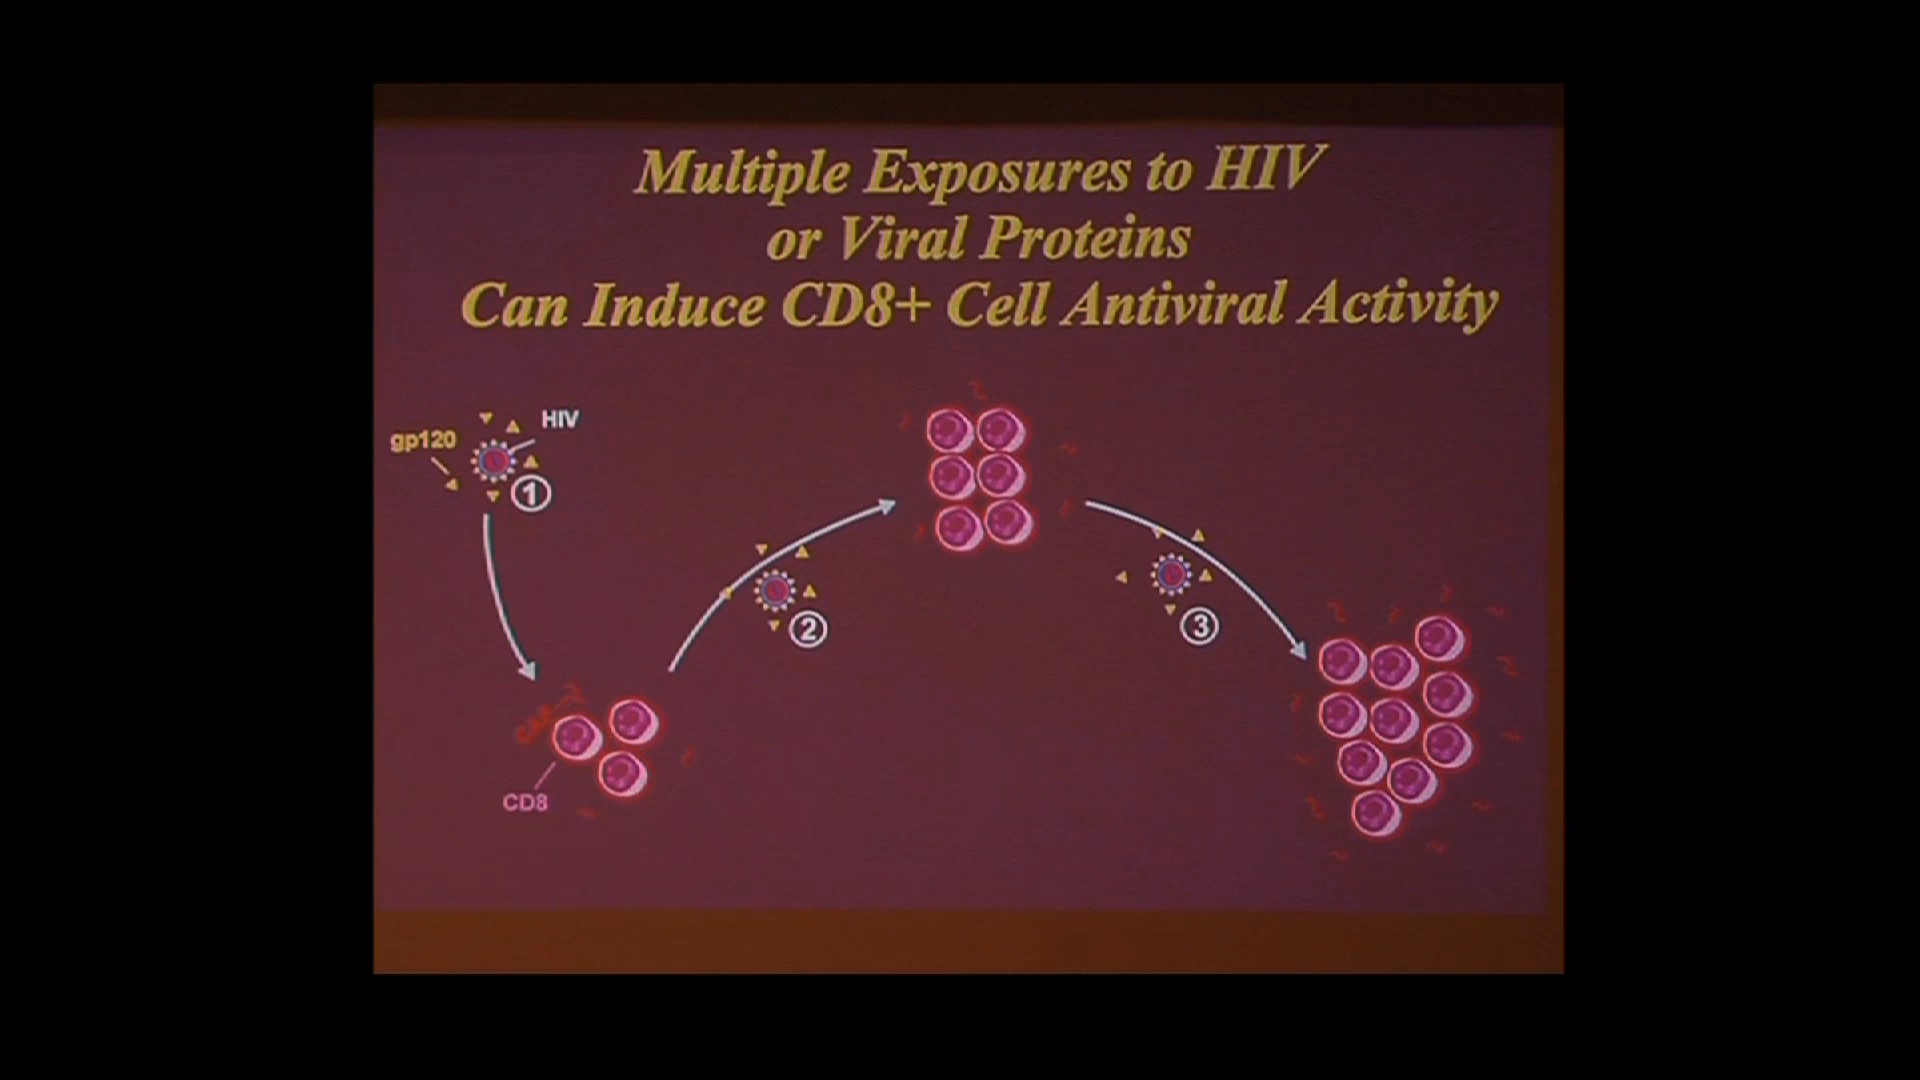 Multiple Exposures to HIV
or Viral Proteins
Can Induce CD8+ Cell Antiviral Activity
HIV
gp120
1
2
3
CAF
CD8